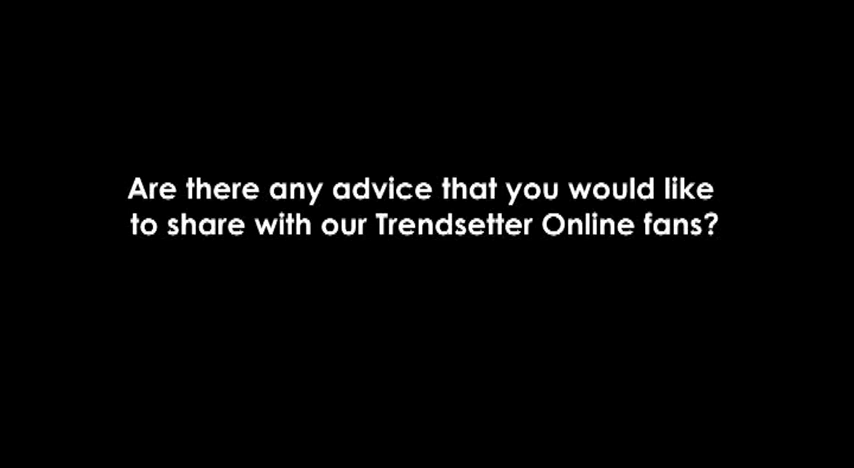 Are there any advice that you would like
to share with our Trendsetter Online fans?